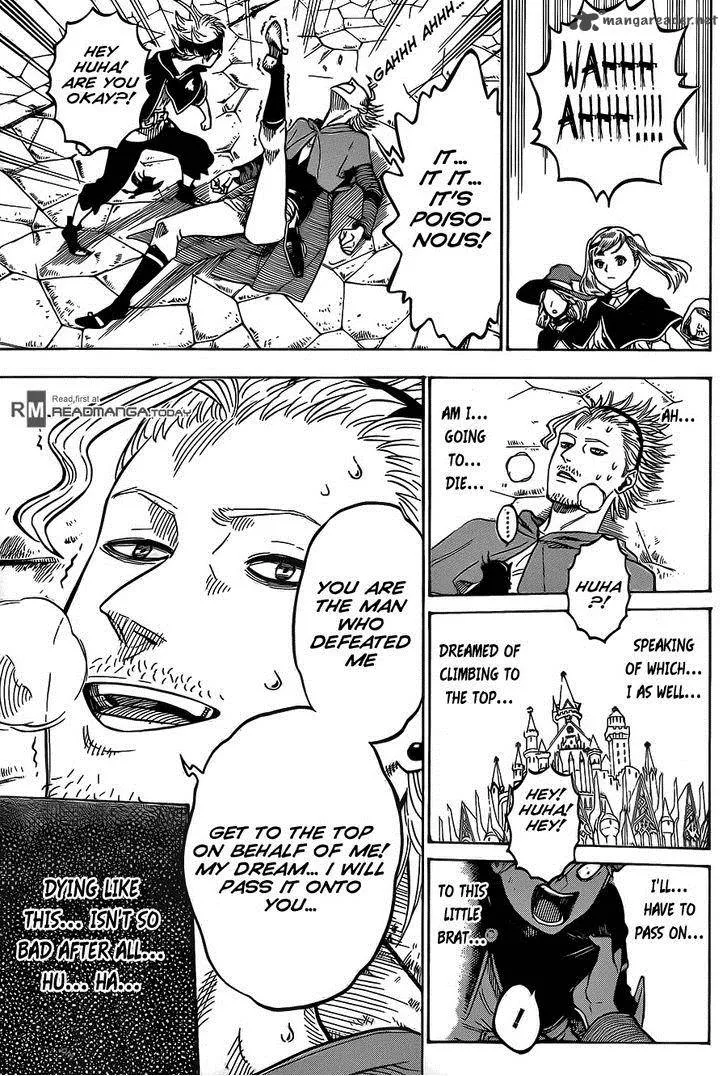 mangareader.net
WAHHH
AHHH!!!!
GAHHH AHHH...
IT...
IT IT...
IT'S
POISO-
NOUS!
HEY
HUHA!
ARE YOU
OKAY?!
AH...
AM I...
GOING
TO...
DIE...
......
HUHA
?!
SPEAKING
OF WHICH...
I AS WELL...
DREAMED OF
CLIMBING TO
THE TOP...
HEY!
HUHA!
HEY!
I'LL...
HAVE TO
PASS ON...
TO THIS
LITTLE
BRAT...
Read,first at
RM .READMANGA.TODAY
YOU ARE
THE MAN
WHO
DEFEATED
ME
GET TO THE TOP
ON BEHALF OF ME!
MY DREAM... I WILL
PASS IT ONTO
YOU...
DYING LIKE
THIS... ISN'T SO
BAD AFTER ALL...
HU... HA...